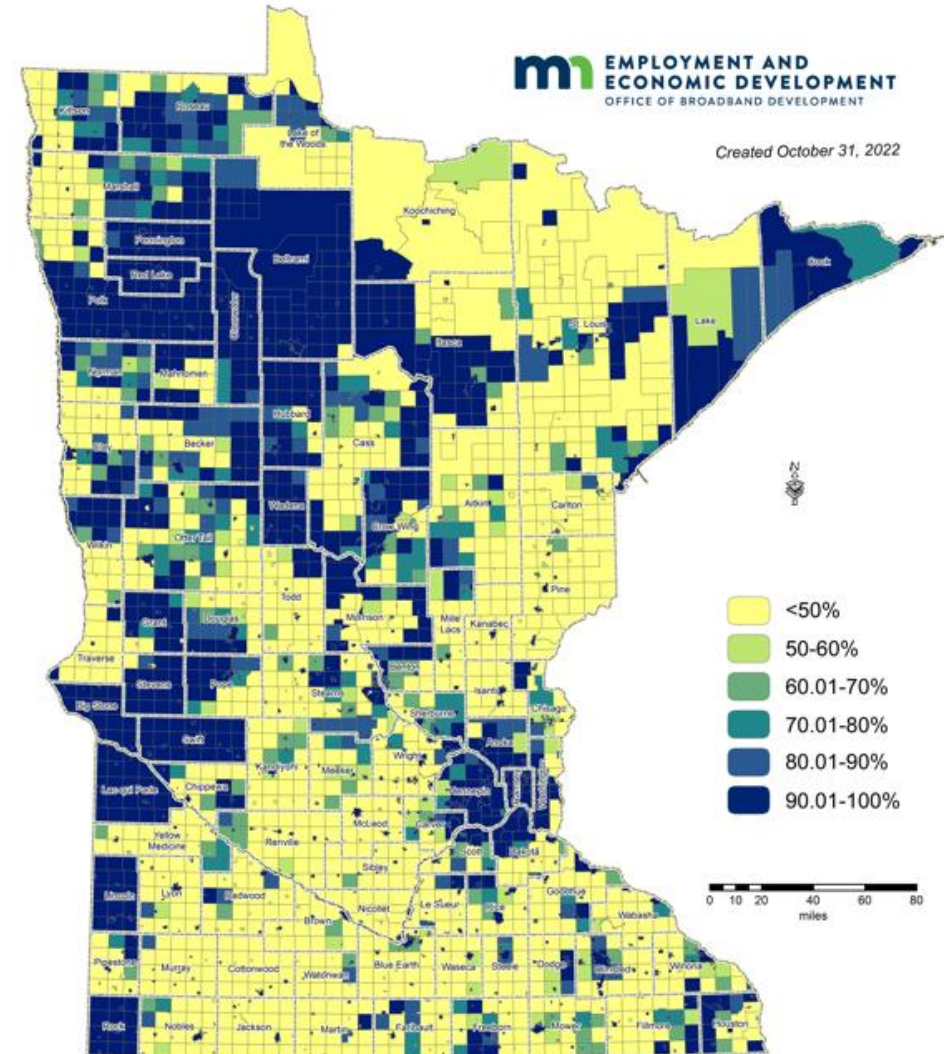 mn EMPLOYMENT AND
ECONOMIC DEVELOPMENT
OFFICE OF BROADBAND DEVELOPMENT
Created October 31, 2022
Kittson
Roseau
Lake of
the Woods
Marshall
Koochiching
Pennington
Beltrami
Red Lake
Cook
Polk
Clearwater
St. Louis
Lake
Itasca
Norman
Mahnomen
Hubbard
Clay
Becker
Cass
N
Wadena
Aitkin
Carlton
Crow Wing
Wilkin
Otter Tail
Pine
Todd
<50%
Grant
Douglas
Morrison
Mille
Lacs
Kanabec
50-60%
Traverse
Benton
60.01-70%
Stevens
Pope
Stearns
Isanti
Big Stone
Sherburne
Chisago
70.01-80%
Swift
Anoka
Kandiyohi
Meeker
Wright
80.01-90%
Lac qui Parle
Chippewa
Hennepin
Washington
90.01-100%
McLeod
Carver
Yellow
Medicine
Renville
Scott
Dakota
Sibley
Lincoln
Lyon
Redwood
Goodhue
Nicollet
Le Sueur
Rice
0 10 20 40 60 80
miles
Brown
Wabasha
Pipestone
Murray
Cottonwood
Watonwan
Blue Earth
Waseca
Steele
Dodge
Olmsted
Winona
Rock
Nobles
Jackson
Martin
Faribault
Freeborn
Mower
Fillmore
Houston